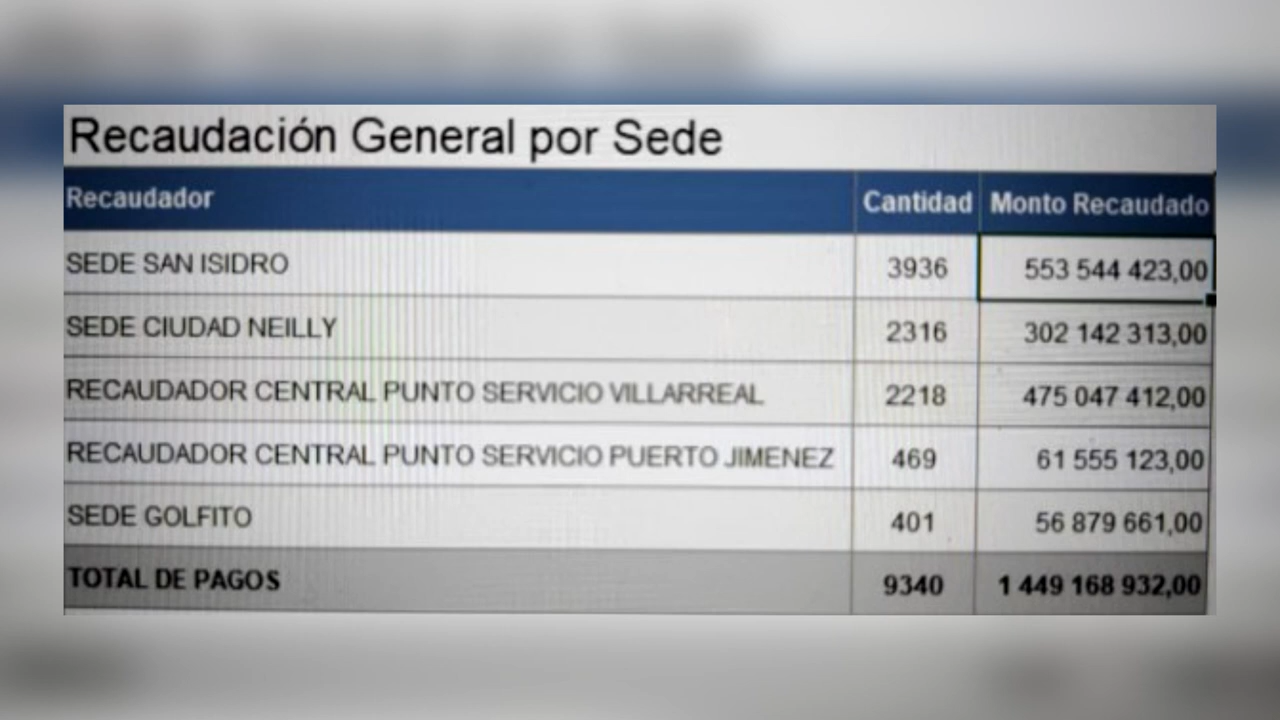 Recaudación General por Sede
Recaudador Cantidad Monto Recaudado
SEDE SAN ISIDRO 3936 553 544 423,00
SEDE CIUDAD NEILLY 2316 302 142 313,00
RECAUDADOR CENTRAL PUNTO SERVICIO VILLARREAL 2218 475 047 412,00
RECAUDADOR CENTRAL PUNTO SERVICIO PUERTO JIMENEZ 469 61 555 123,00
SEDE GOLFITO 401 56 879 661,00
TOTAL DE PAGOS 9340 1 449 168 932,00